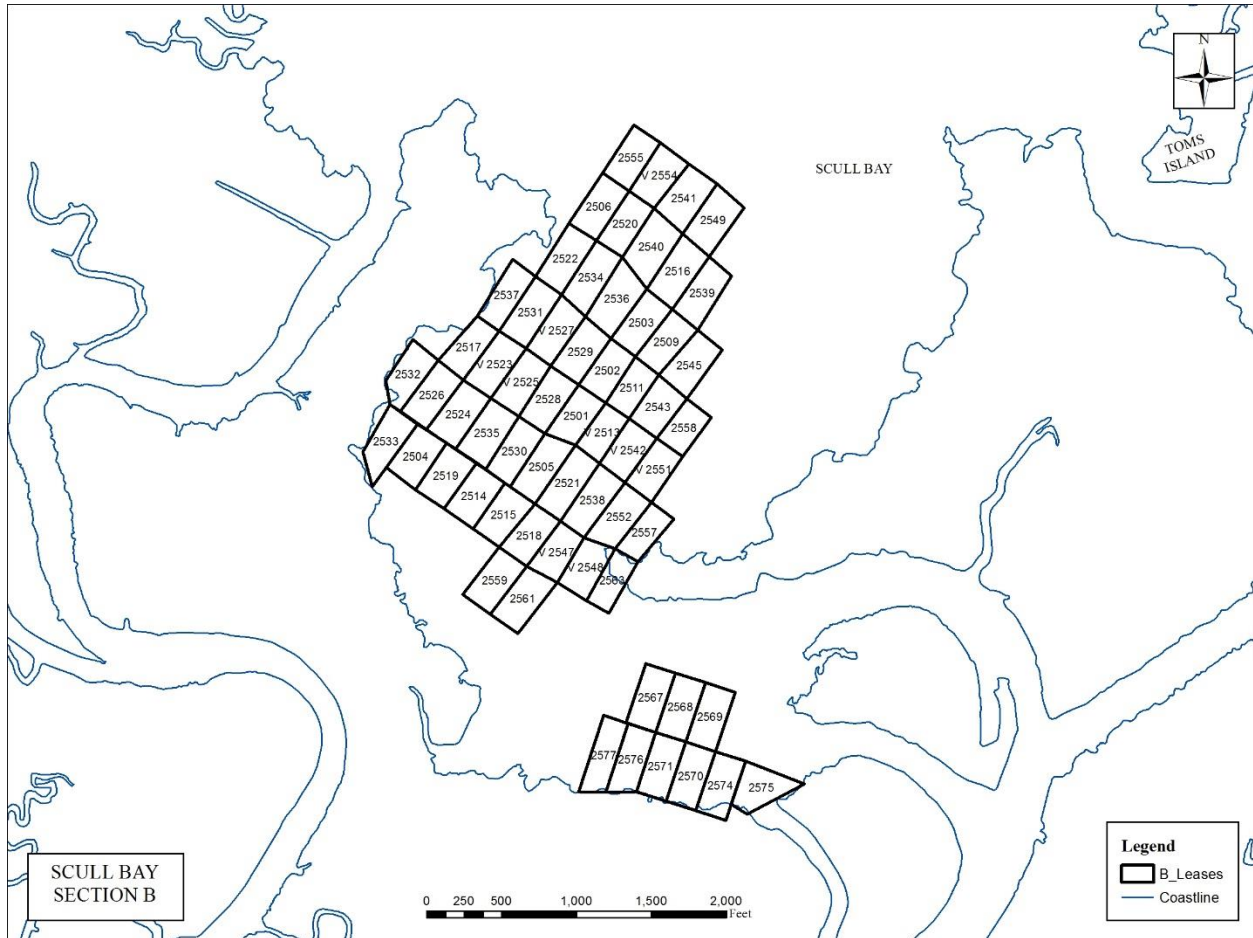 N
TOMS
ISLAND
SCULL BAY
2555
V 2554
2541
2549
2506
2520
2540
2516
2539
2522
2534
2536
2503
2509
2545
2537
2531
V 2527
2529
2502
2511
2543
2558
2517
V 2523
V 2525
2528
2501
V 2513
V 2542
V 2551
2532
2526
2524
2535
2530
2505
2521
2538
2552
2557
2533
2504
2519
2514
2515
2518
V 2547
V 2548
2563
2559
2561
2567
2568
2569
2577
2576
2571
2570
2574
2575
SCULL BAY
SECTION B
0 250 500 1,000 1,500 2,000
Feet
Legend
B_Leases
Coastline